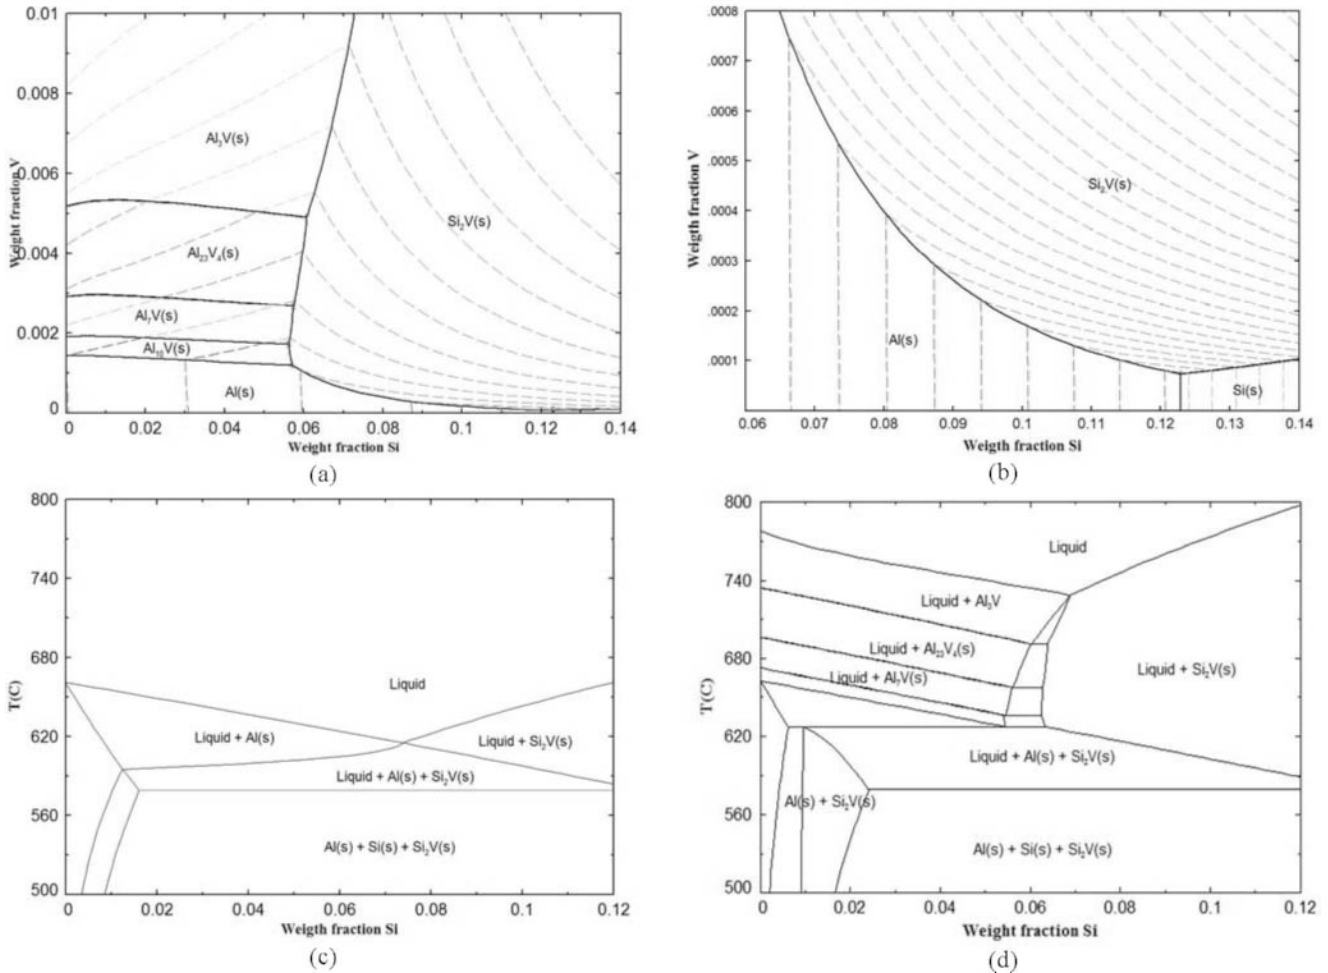 0.01
0.008
0.006
0.004
0.002
0
Weight fraction V
Al₃V(s)
Al₂₃V₄(s)
Al₇V(s)
Al₁₀V(s)
Al(s)
Si₂V(s)
0 0.02 0.04 0.06 0.08 0.1 0.12 0.14
Weight fraction Si
(a)
.0008
.0007
.0006
.0005
.0004
.0003
.0002
.0001
Weigth fraction V
Si₂V(s)
Al(s)
Si(s)
0.06 0.07 0.08 0.09 0.10 0.11 0.12 0.13 0.14
Weigth fraction Si
(b)
800
740
680
620
560
500
T(C)
Liquid
Liquid + Al(s)
Liquid + Si₂V(s)
Liquid + Al(s) + Si₂V(s)
Al(s) + Si(s) + Si₂V(s)
0 0.02 0.04 0.06 0.08 0.1 0.12
Weigth fraction Si
(c)
800
740
680
620
560
500
T(C)
Liquid
Liquid + Al₃V
Liquid + Al₂₃V₄(s)
Liquid + Al₇V(s)
Liquid + Si₂V(s)
Liquid + Al(s) + Si₂V(s)
Al(s) + Si₂V(s)
Al(s) + Si(s) + Si₂V(s)
0 0.02 0.04 0.06 0.08 0.1 0.12
Weight fraction Si
(d)